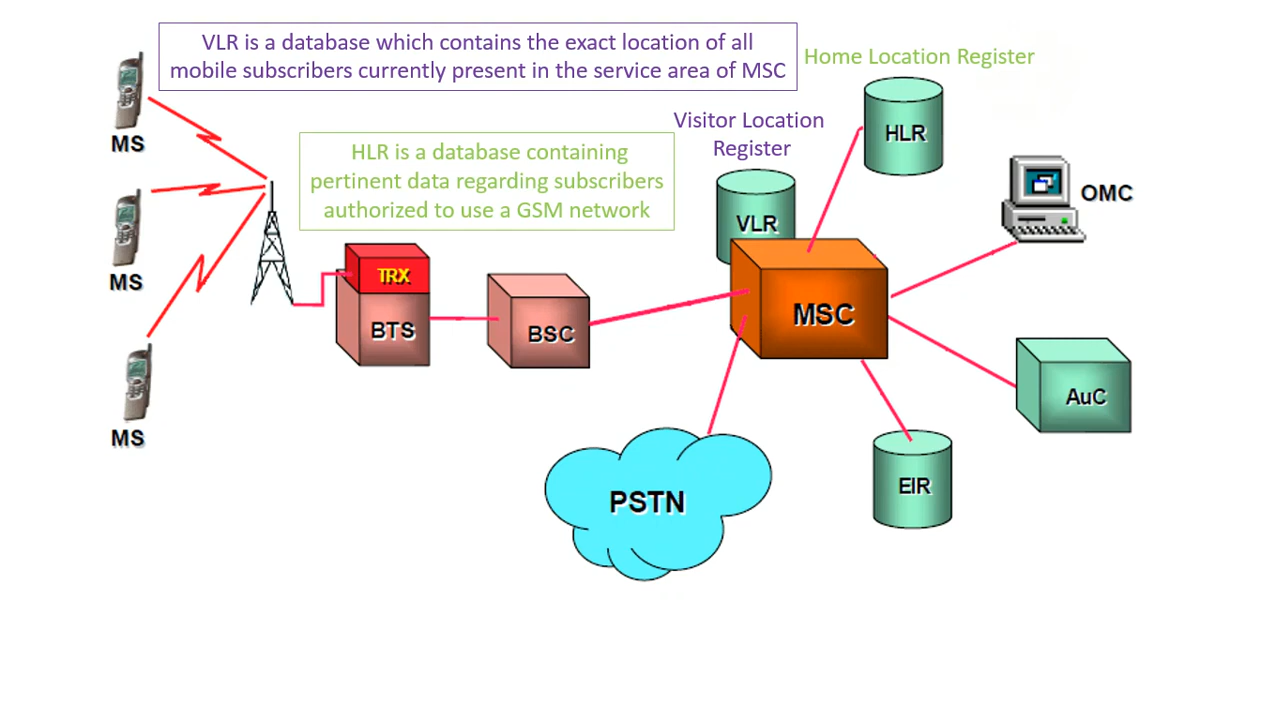 VLR is a database which contains the exact location of all
mobile subscribers currently present in the service area of MSC
Home Location Register
HLR
Visitor Location
Register
VLR
HLR is a database containing
pertinent data regarding subscribers
authorized to use a GSM network
MS
MS
MS
TRX
BTS
BSC
MSC
OMC
AuC
EIR
PSTN